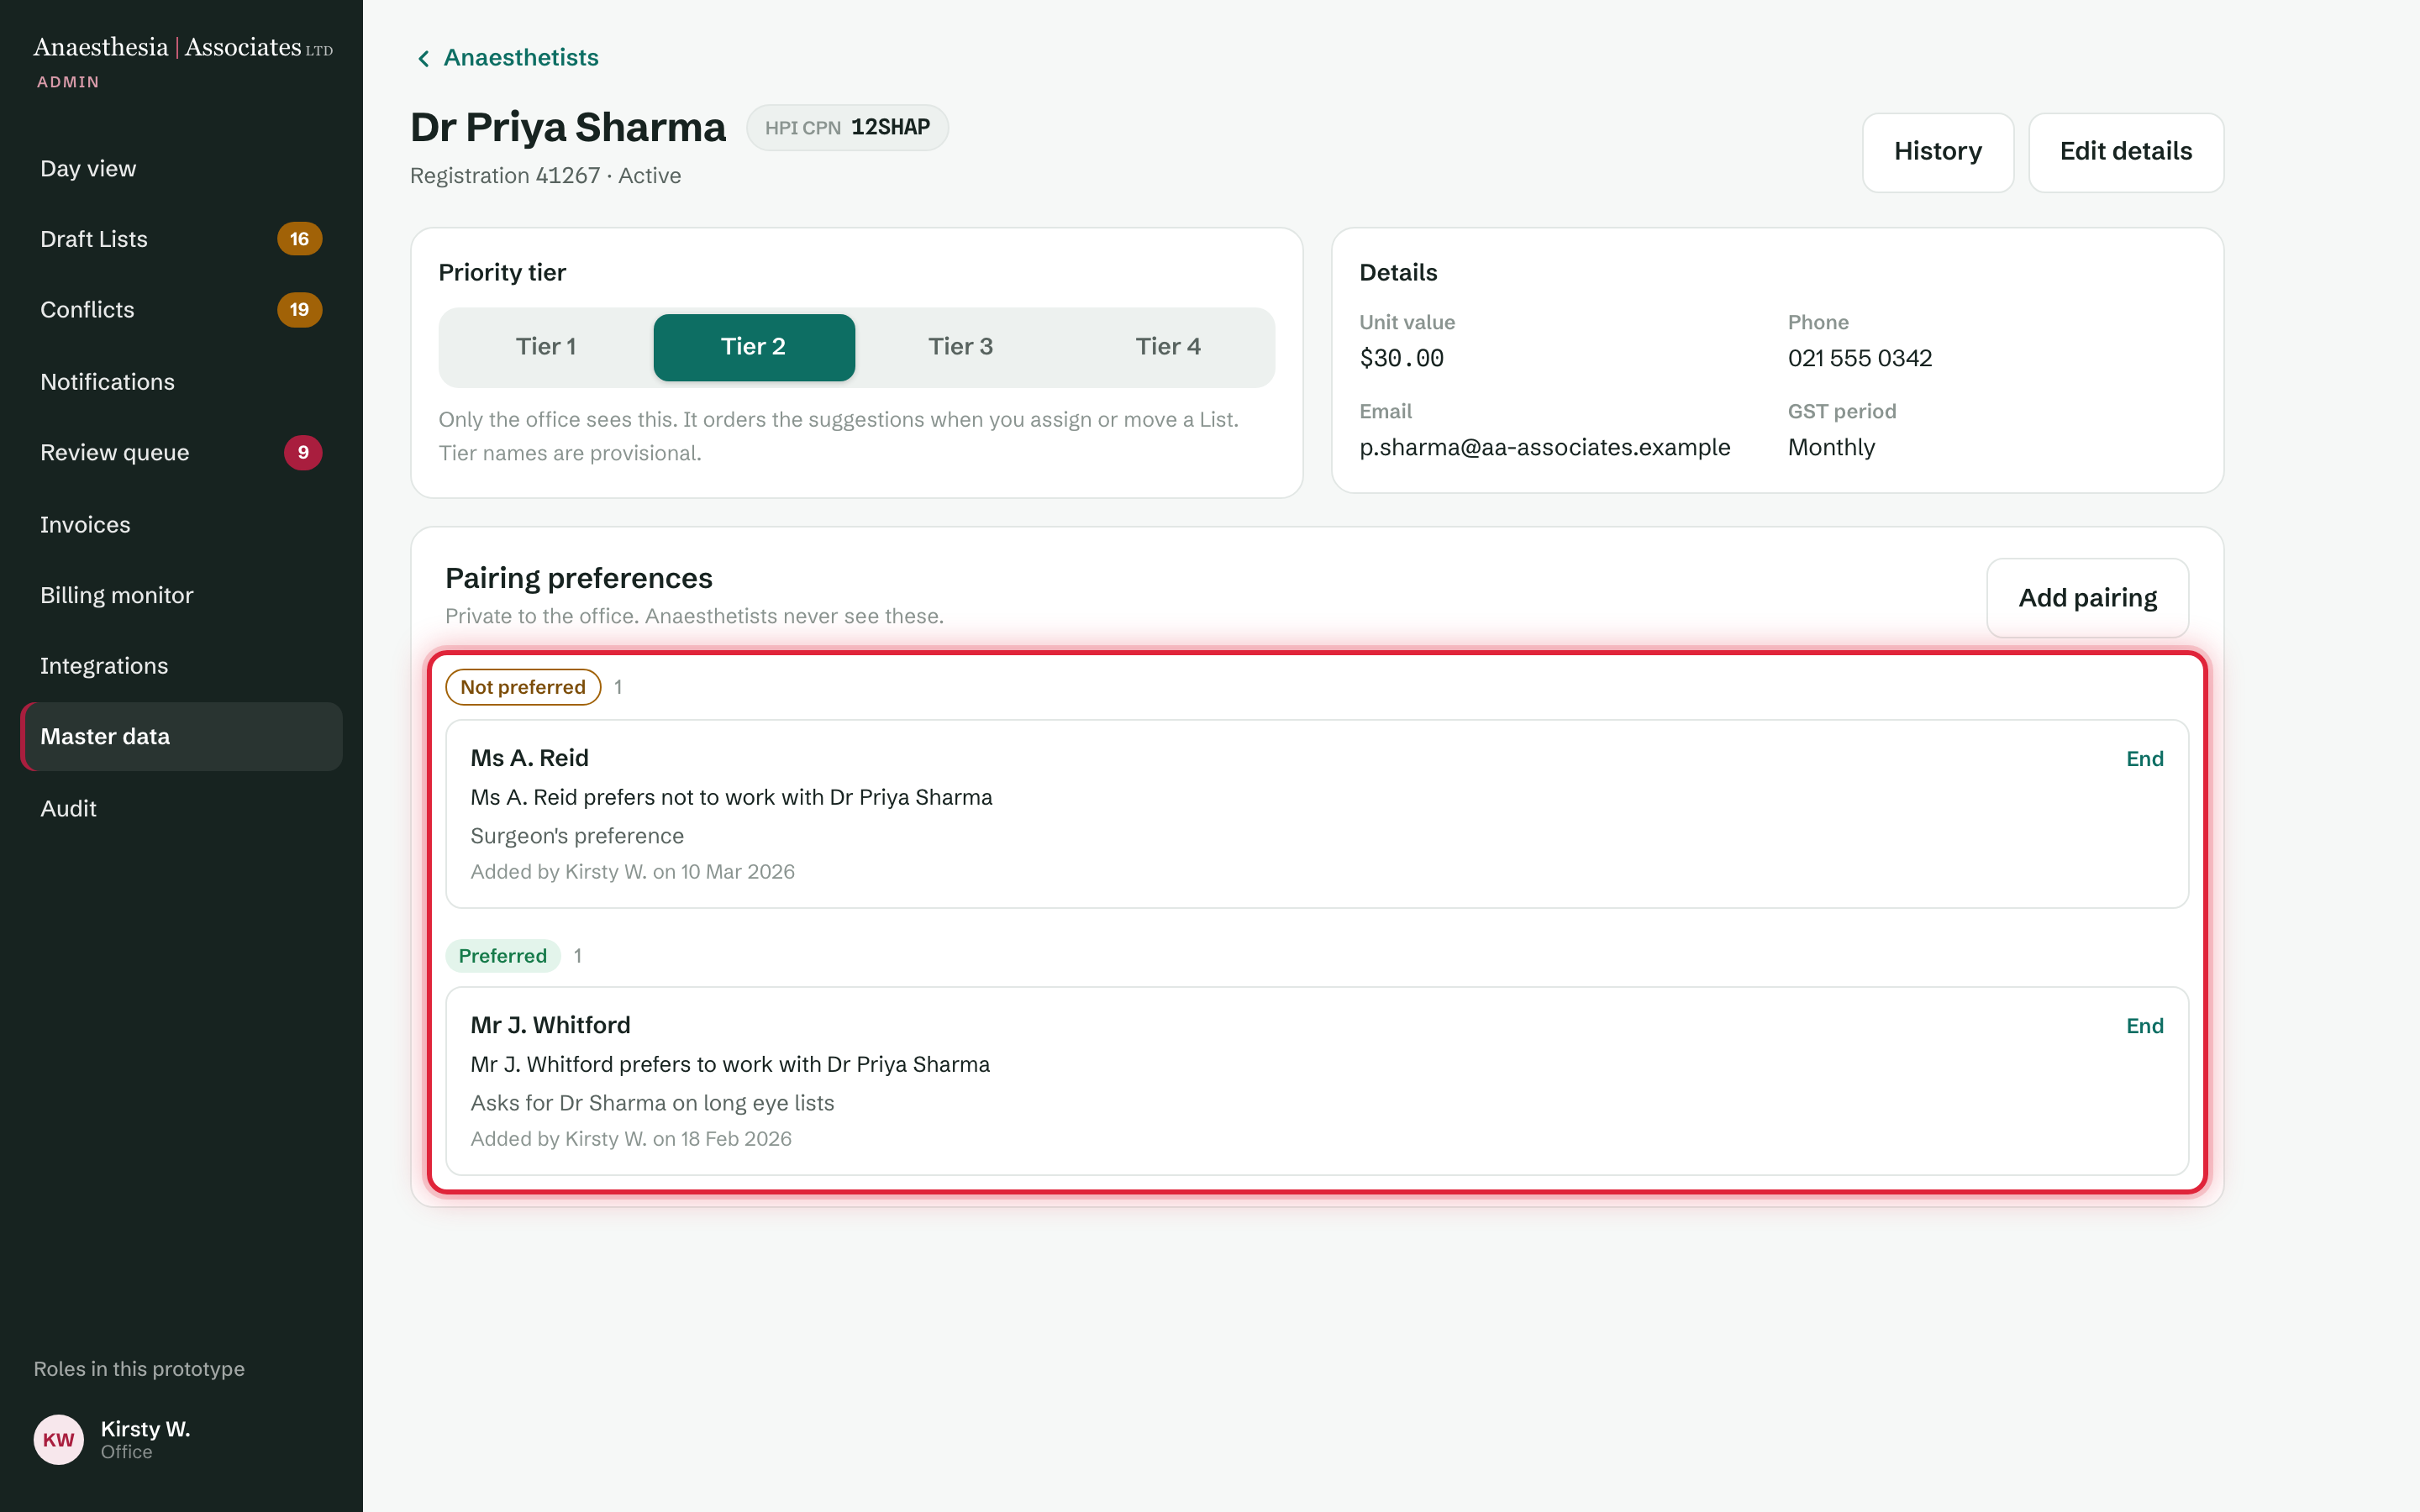 Anaesthesia | Associates LTD
ADMIN
Day view
Draft Lists 16
Conflicts 19
Notifications
Review queue 9
Invoices
Billing monitor
Integrations
Master data
Audit
Roles in this prototype
KW Kirsty W.
Office
Anaesthetists
Dr Priya Sharma HPI CPN 12SHAP
Registration 41267 · Active
History Edit details
Priority tier
Tier 1 Tier 2 Tier 3 Tier 4
Only the office sees this. It orders the suggestions when you assign or move a List.
Tier names are provisional.
Details
Unit value Phone
$30.00 021 555 0342
Email GST period
p.sharma@aa-associates.example Monthly
Pairing preferences
Private to the office. Anaesthetists never see these.
Add pairing
Not preferred 1
Ms A. Reid End
Ms A. Reid prefers not to work with Dr Priya Sharma
Surgeon's preference
Added by Kirsty W. on 10 Mar 2026
Preferred 1
Mr J. Whitford End
Mr J. Whitford prefers to work with Dr Priya Sharma
Asks for Dr Sharma on long eye lists
Added by Kirsty W. on 18 Feb 2026